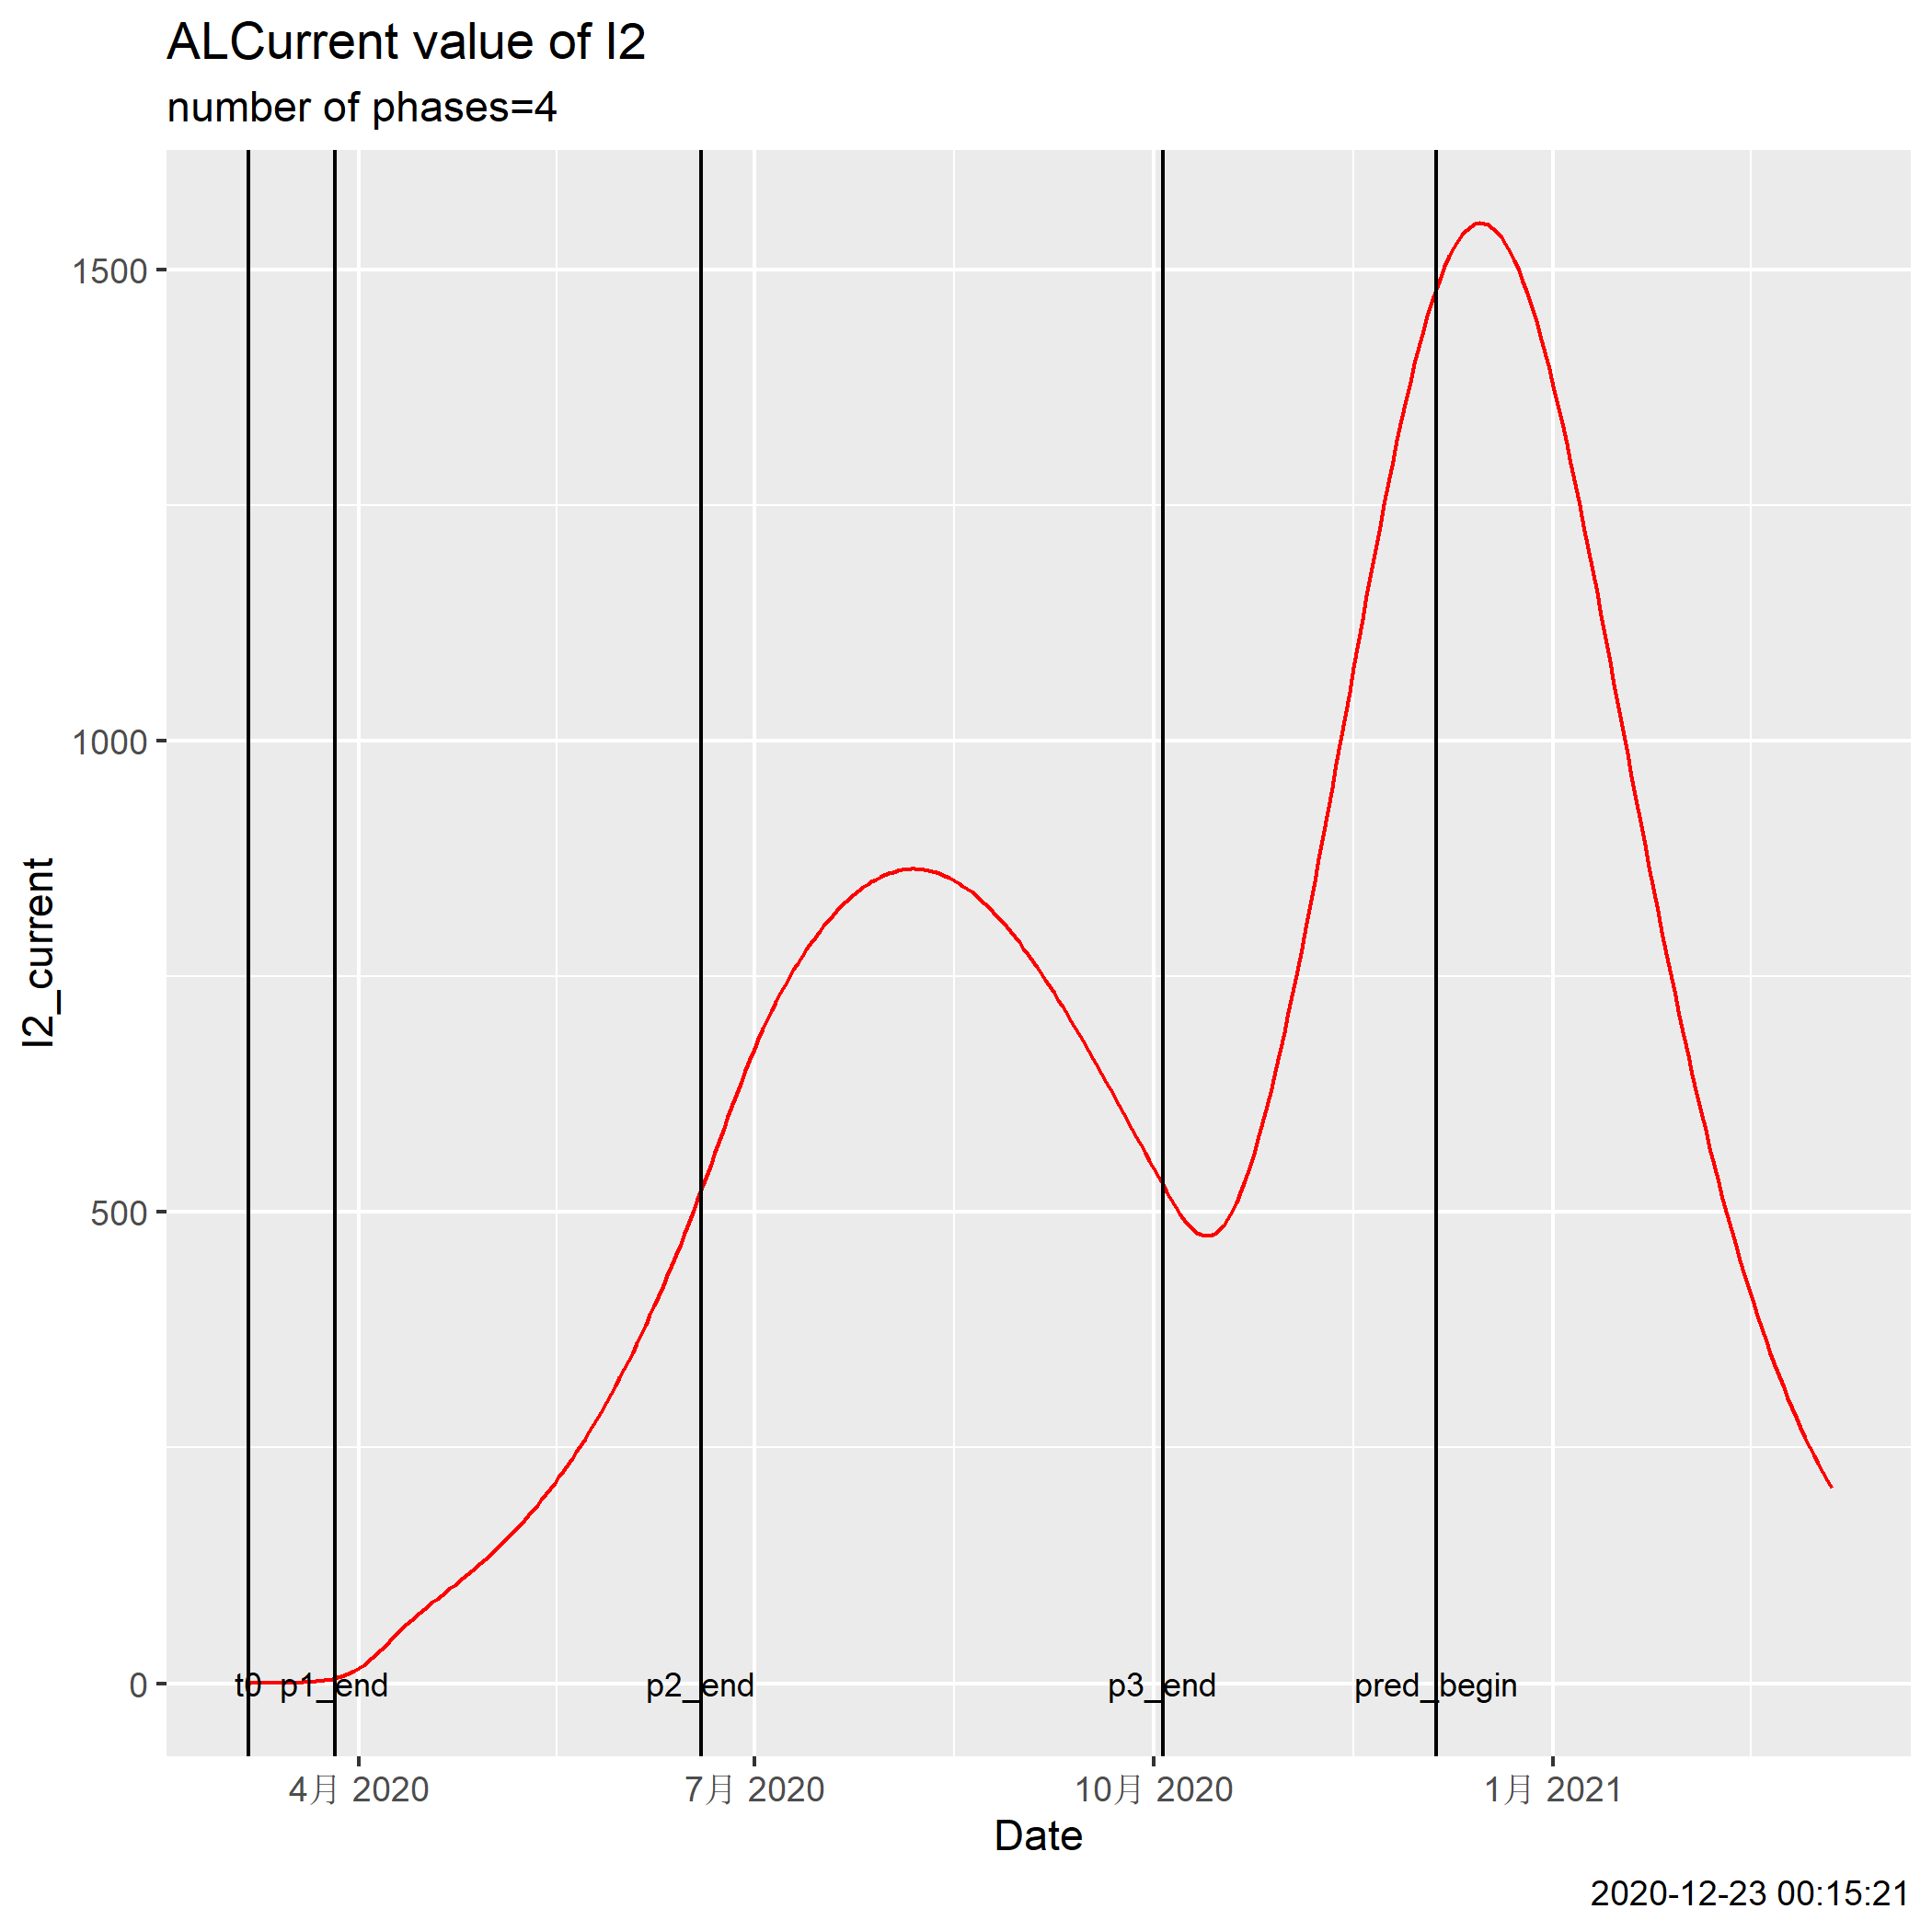 ALCurrent value of I2
number of phases=4
1500
1000
500
0
I2_current
t0 p1_end p2_end p3_end pred_begin
4月 2020 7月 2020 10月 2020 1月 2021
Date
2020-12-23 00:15:21